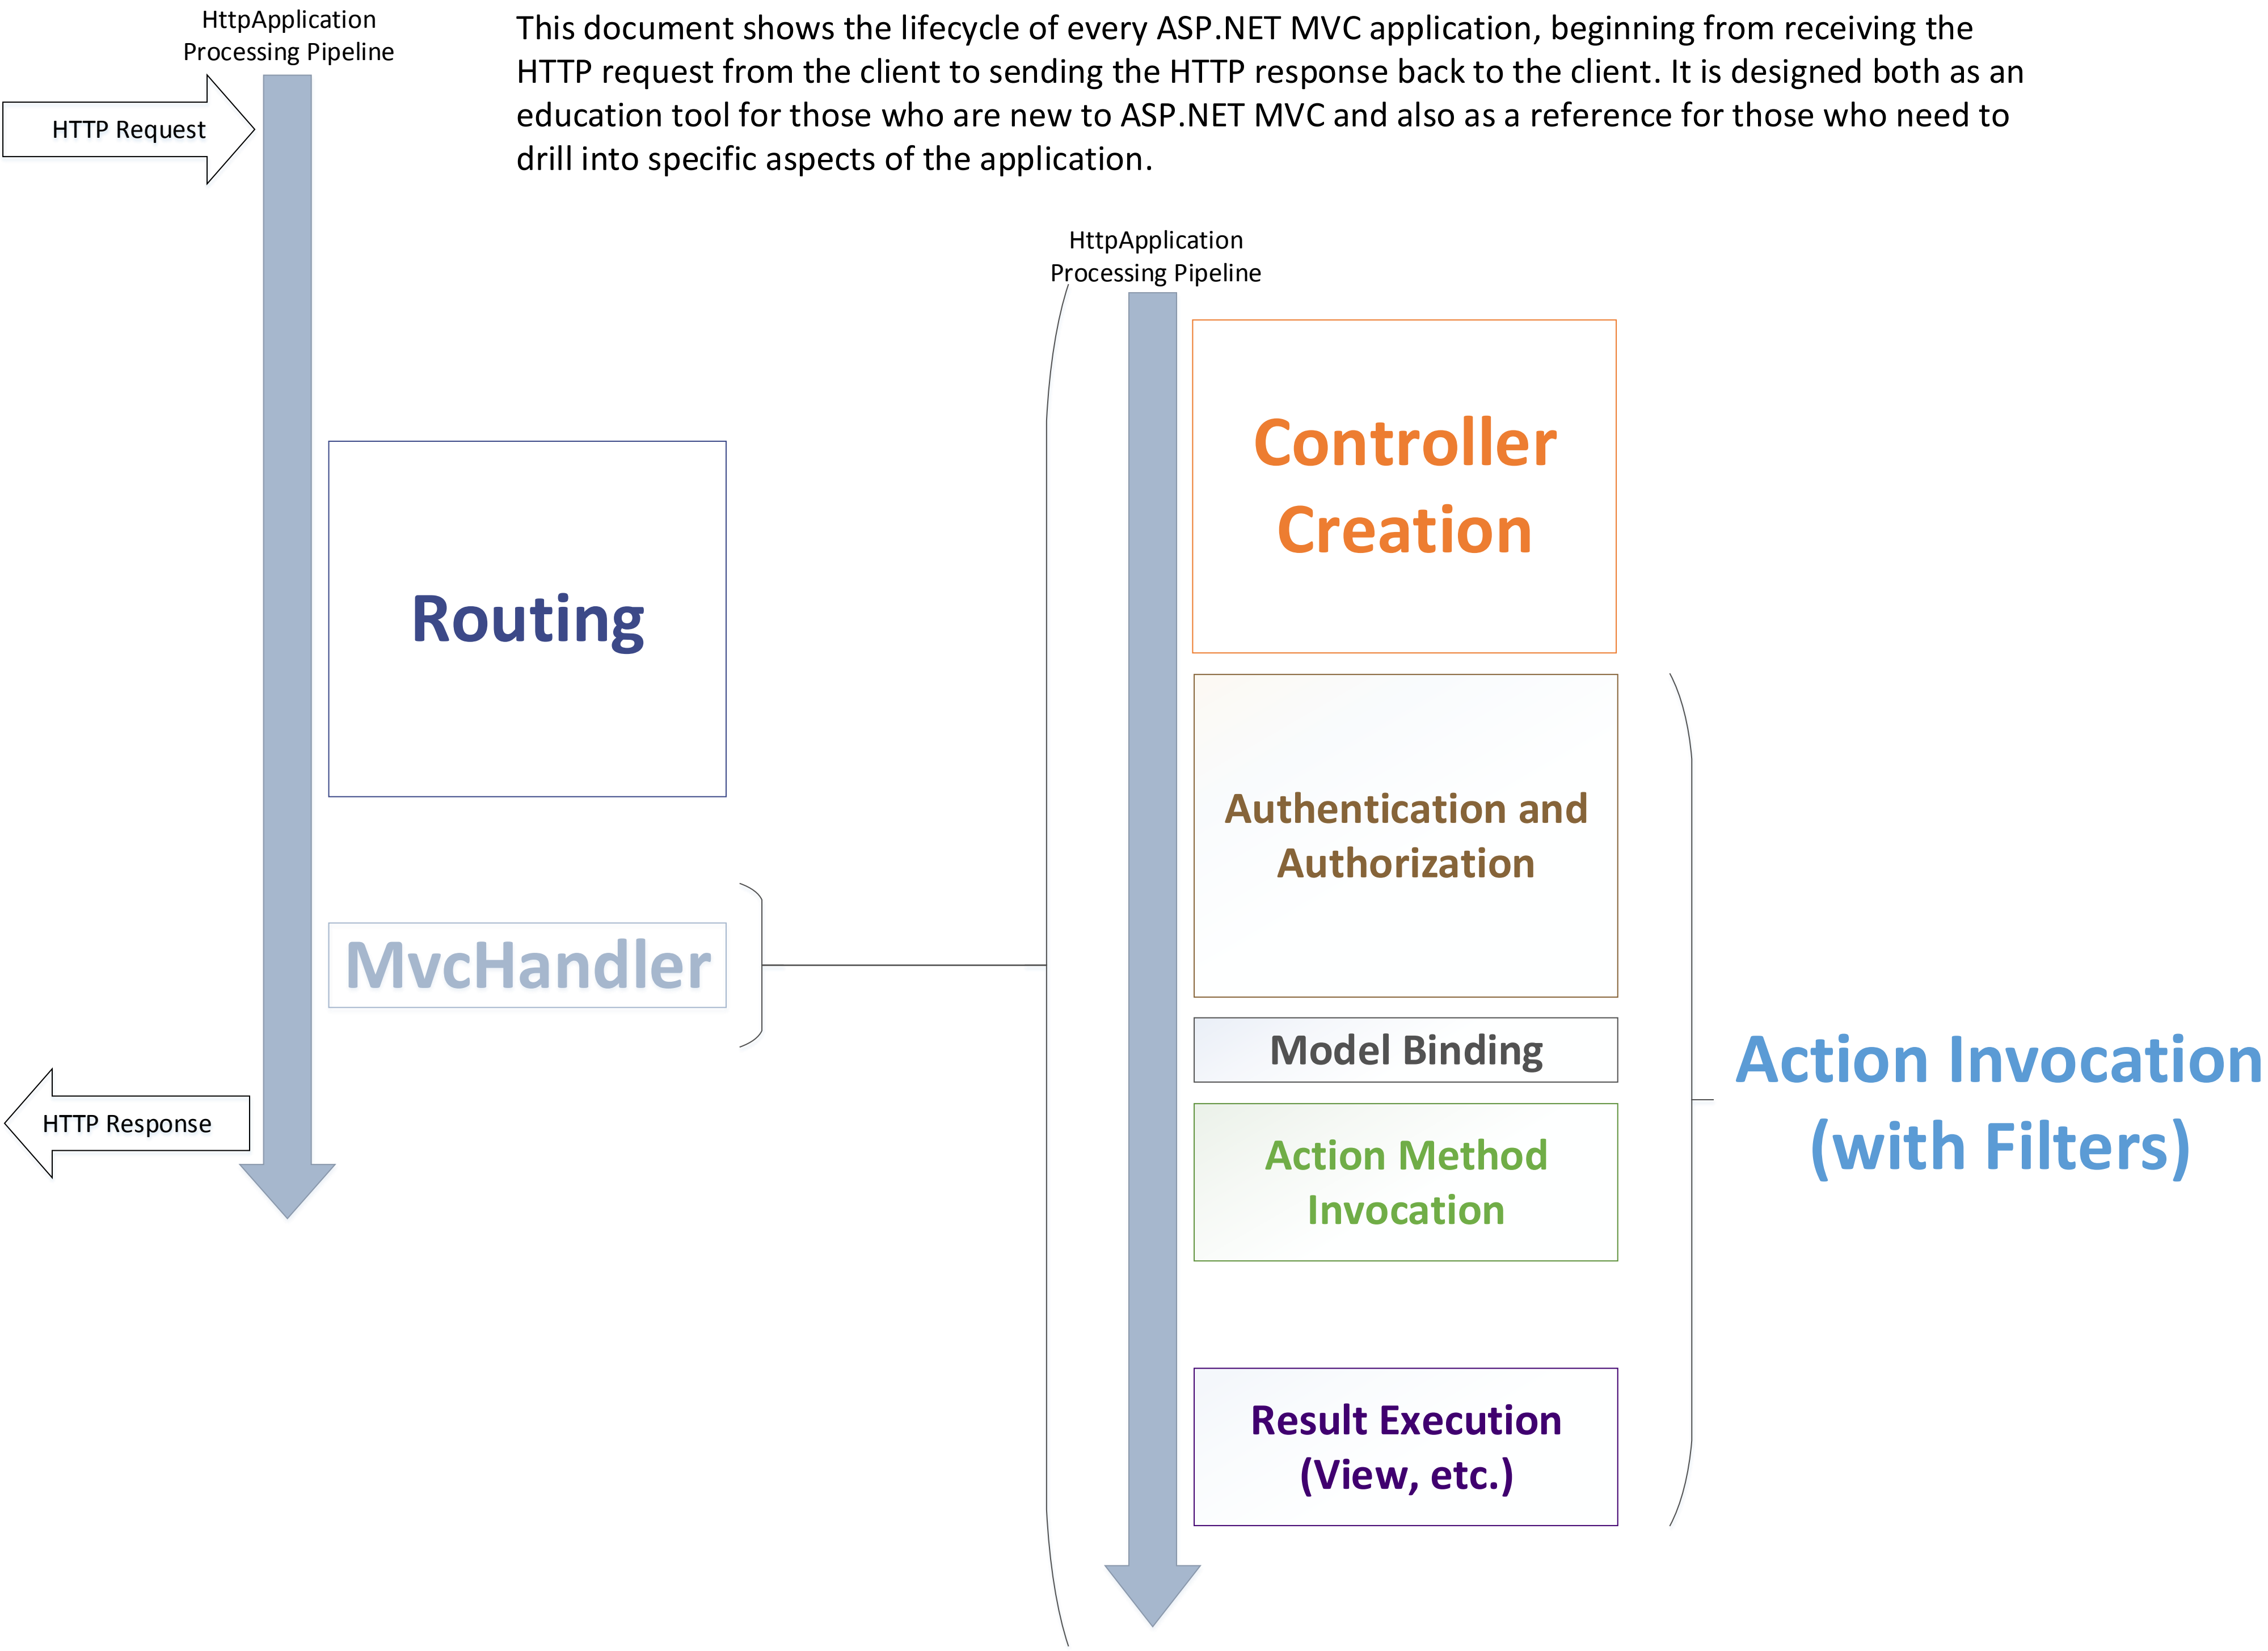 HttpApplication
Processing Pipeline
This document shows the lifecycle of every ASP.NET MVC application, beginning from receiving the
HTTP request from the client to sending the HTTP response back to the client. It is designed both as an
education tool for those who are new to ASP.NET MVC and also as a reference for those who need to
drill into specific aspects of the application.
HTTP Request
Routing
MvcHandler
HTTP Response
HttpApplication
Processing Pipeline
Controller
Creation
Authentication and
Authorization
Model Binding
Action Method
Invocation
Result Execution
(View, etc.)
Action Invocation
(with Filters)